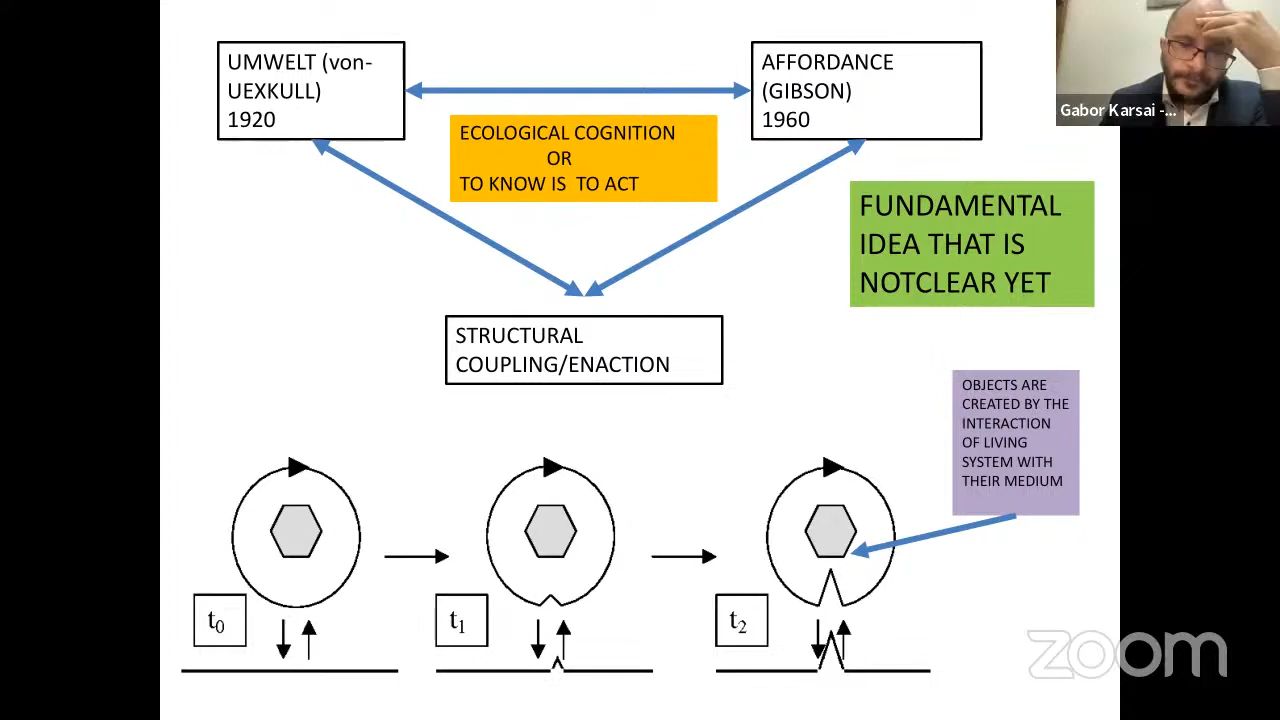 UMWELT (von-
UEXKULL)
1920
AFFORDANCE
(GIBSON)
1960
Gabor Karsai -...
ECOLOGICAL COGNITION
OR
TO KNOW IS TO ACT
FUNDAMENTAL
IDEA THAT IS
NOTCLEAR YET
STRUCTURAL
COUPLING/ENACTION
OBJECTS ARE
CREATED BY THE
INTERACTION
OF LIVING
SYSTEM WITH
THEIR MEDIUM
t0
t1
t2
zoom